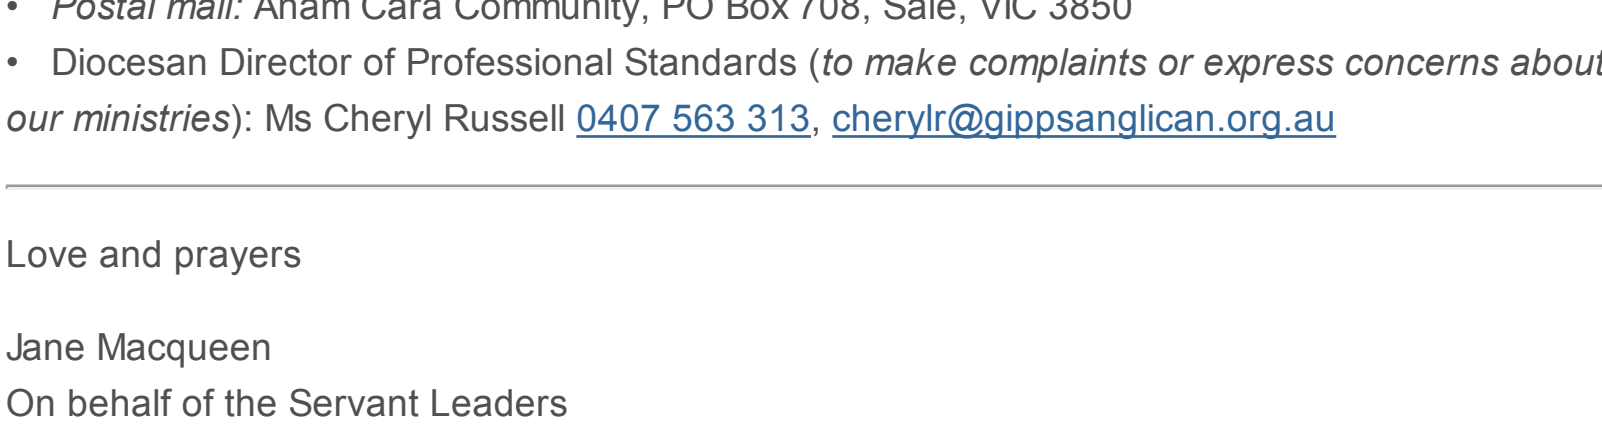 • Postal mail: Anam Cara Community, PO Box 708, Sale, VIC 3850
• Diocesan Director of Professional Standards (to make complaints or express concerns about
our ministries): Ms Cheryl Russell 0407 563 313, cherylr@gippsanglican.org.au
Love and prayers
Jane Macqueen
On behalf of the Servant Leaders